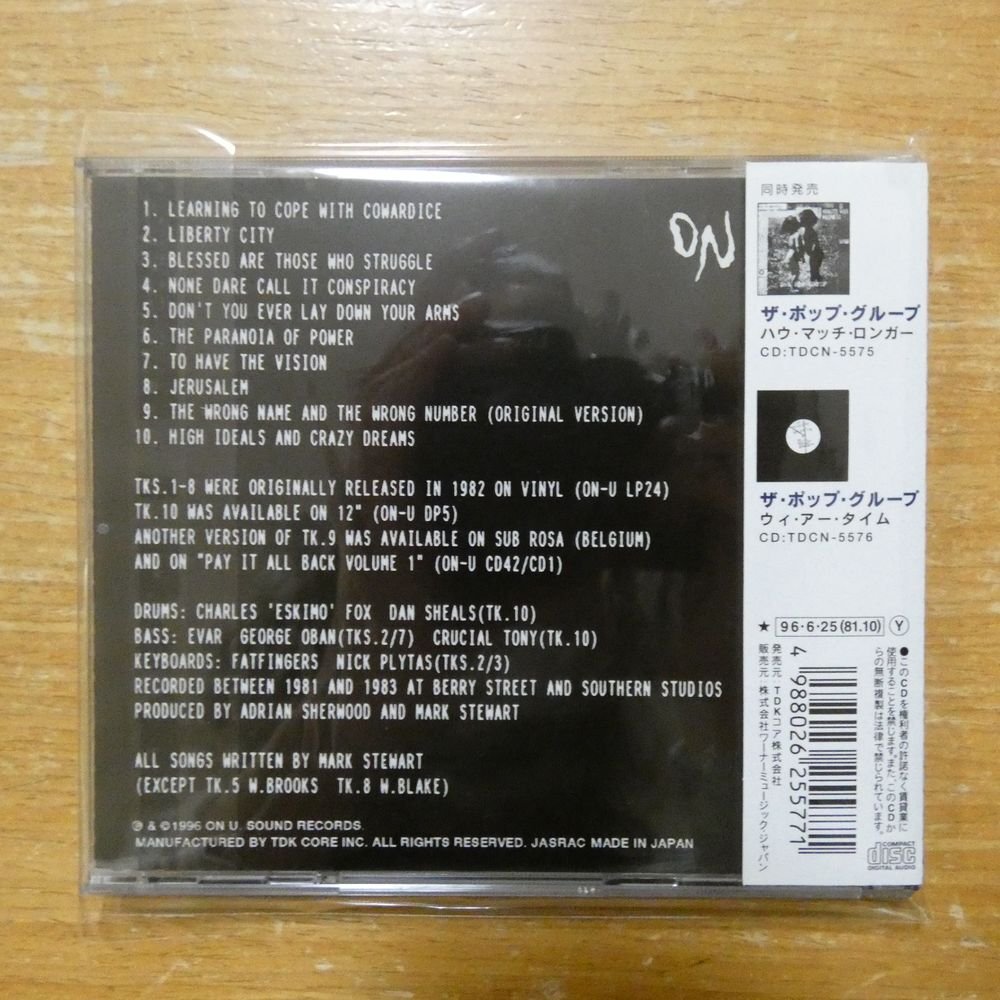 1. LEARNING TO COPE WITH COWARDICE
2. LIBERTY CITY
3. BLESSED ARE THOSE WHO STRUGGLE
4. NONE DARE CALL IT CONSPIRACY
5. DON'T YOU EVER LAY DOWN YOUR ARMS
6. THE PARANOIA OF POWER
7. TO HAVE THE VISION
8. JERUSALEM
9. THE WRONG NAME AND THE WRONG NUMBER (ORIGINAL VERSION)
10. HIGH IDEALS AND CRAZY DREAMS
ON
TKS.1-8 WERE ORIGINALLY RELEASED IN 1982 ON VINYL (ON-U LP24)
TK.10 WAS AVAILABLE ON 12" (ON-U DP5)
ANOTHER VERSION OF TK.9 WAS AVAILABLE ON SUB ROSA (BELGIUM)
AND ON "PAY IT ALL BACK VOLUME 1" (ON-U CD42/CD1)
DRUMS: CHARLES 'ESKIMO' FOX DAN SHEALS(TK.10)
BASS: EVAR GEORGE OBAN(TKS.2/7) CRUCIAL TONY(TK.10)
KEYBOARDS: FATFINGERS NICK PLYTAS(TKS.2/3)
RECORDED BETWEEN 1981 AND 1983 AT BERRY STREET AND SOUTHERN STUDIOS
PRODUCED BY ADRIAN SHERWOOD AND MARK STEWART
ALL SONGS WRITTEN BY MARK STEWART
(EXCEPT TK.5 W.BROOKS TK.8 W.BLAKE)
℗ & ©1996 ON U. SOUND RECORDS.
MANUFACTURED BY TDK CORE INC. ALL RIGHTS RESERVED. JASRAC MADE IN JAPAN
同時発売
ザ・ポップ・グループ
ハウ・マッチ・ロンガー
CD:TDCN-5575
ザ・ポップ・グループ
ウィ・アー・タイム
CD:TDCN-5576
★ 96・6・25(81.10) Ⓨ
●このCDを権利者の許諾なく賃貸業に
使用することを禁じます。また、このCDか
らの無断複製は法律で禁じられています。
4 988026 255771
発売元:TDKコア株式会社
販売元:株式会社ワーナーミュージック・ジャパン
COMPACT
disc
DIGITAL AUDIO